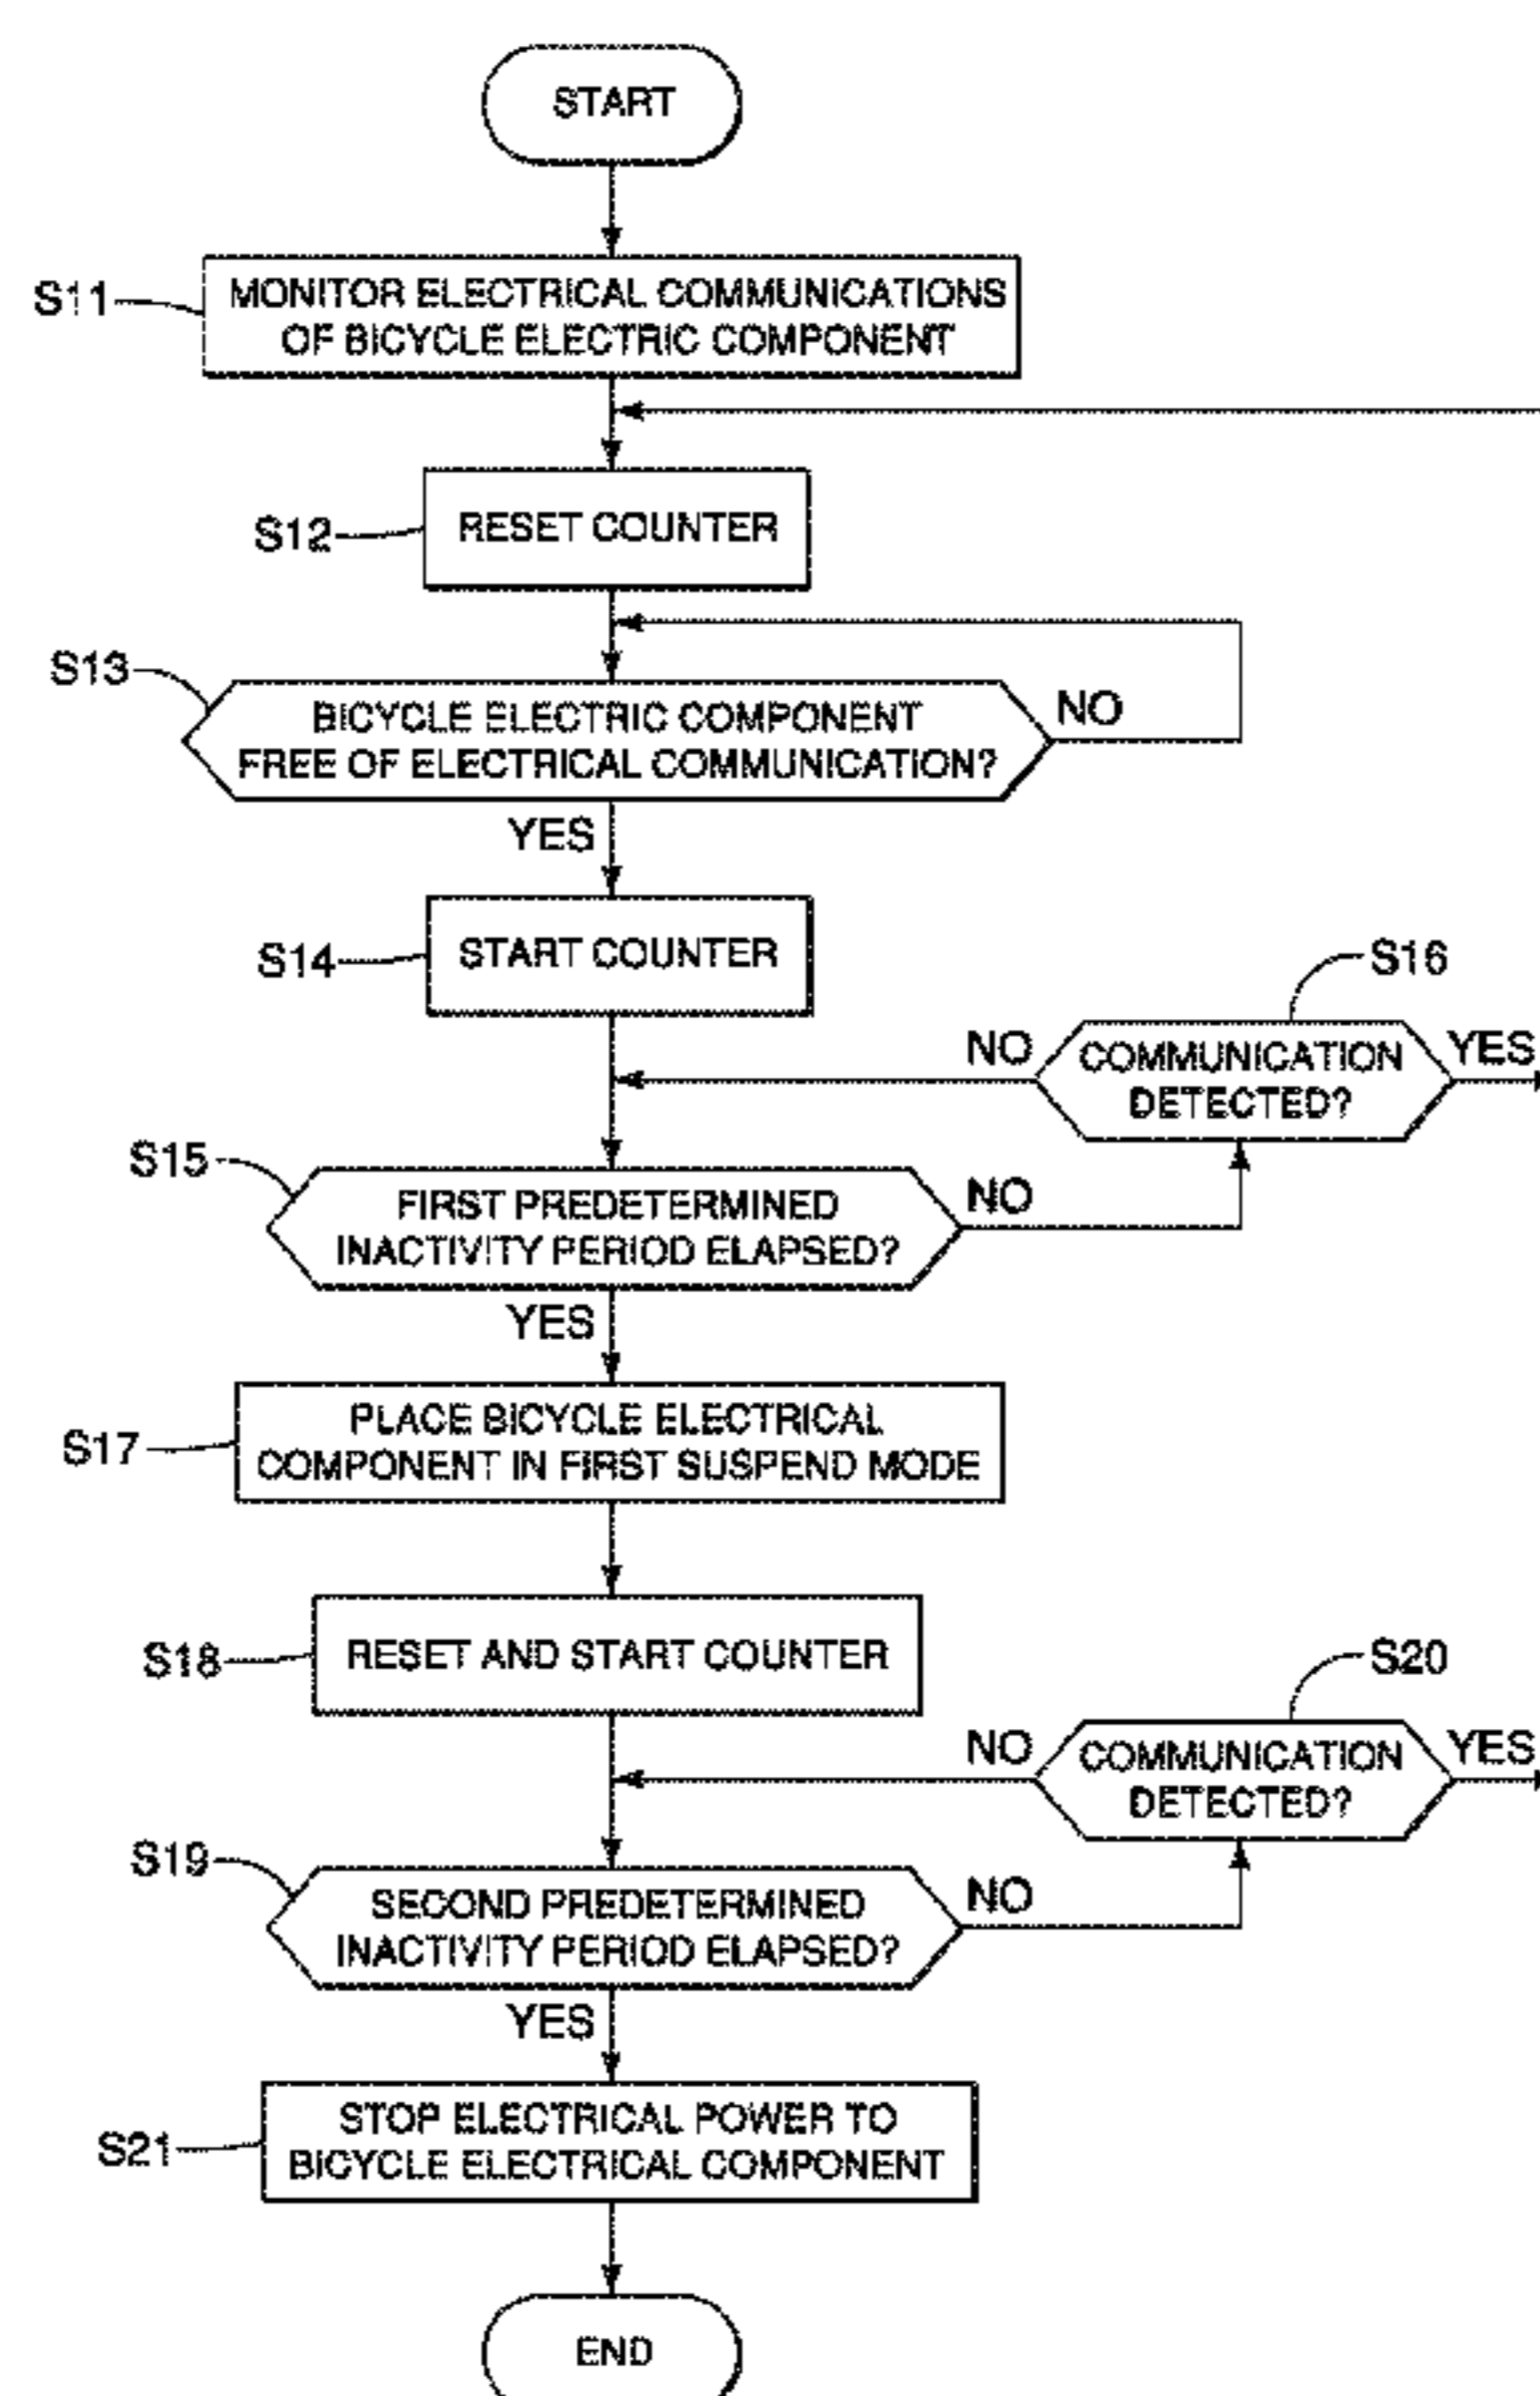 START
S11
MONITOR ELECTRICAL COMMUNICATIONS
OF BICYCLE ELECTRIC COMPONENT
S12
RESET COUNTER
S13
BICYCLE ELECTRIC COMPONENT
FREE OF ELECTRICAL COMMUNICATION?
NO
YES
S14
START COUNTER
S16
NO
COMMUNICATION
DETECTED?
YES
S15
FIRST PREDETERMINED
INACTIVITY PERIOD ELAPSED?
NO
YES
S17
PLACE BICYCLE ELECTRICAL
COMPONENT IN FIRST SUSPEND MODE
S18
RESET AND START COUNTER
S20
NO
COMMUNICATION
DETECTED?
YES
S19
SECOND PREDETERMINED
INACTIVITY PERIOD ELAPSED?
NO
YES
S21
STOP ELECTRICAL POWER TO
BICYCLE ELECTRICAL COMPONENT
END